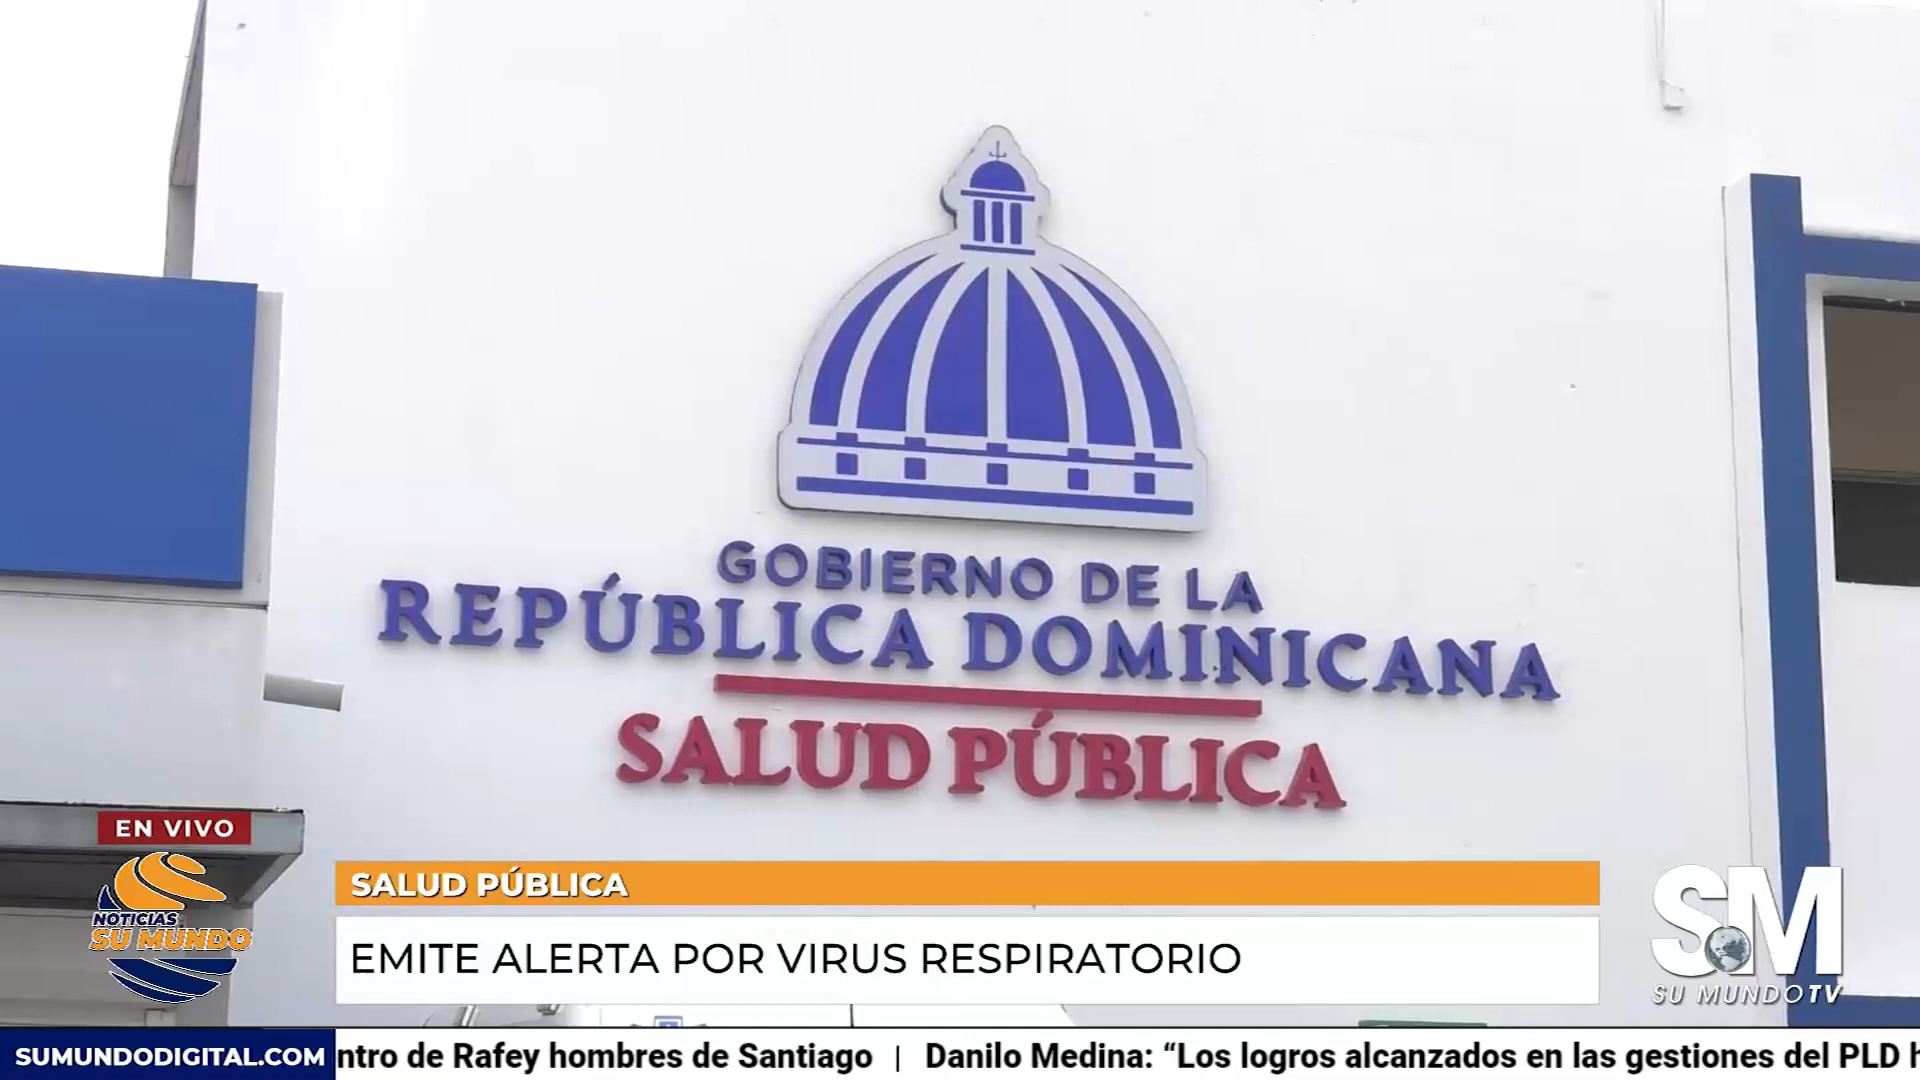 GOBIERNO DE LA
REPÚBLICA DOMINICANA
SALUD PÚBLICA
EN VIVO
NOTICIAS
SU MUNDO
SALUD PÚBLICA
EMITE ALERTA POR VIRUS RESPIRATORIO
SM
SU MUNDO TV
SUMUNDODIGITAL.COM
ntro de Rafey hombres de Santiago | Danilo Medina: “Los logros alcanzados en las gestiones del PLD h